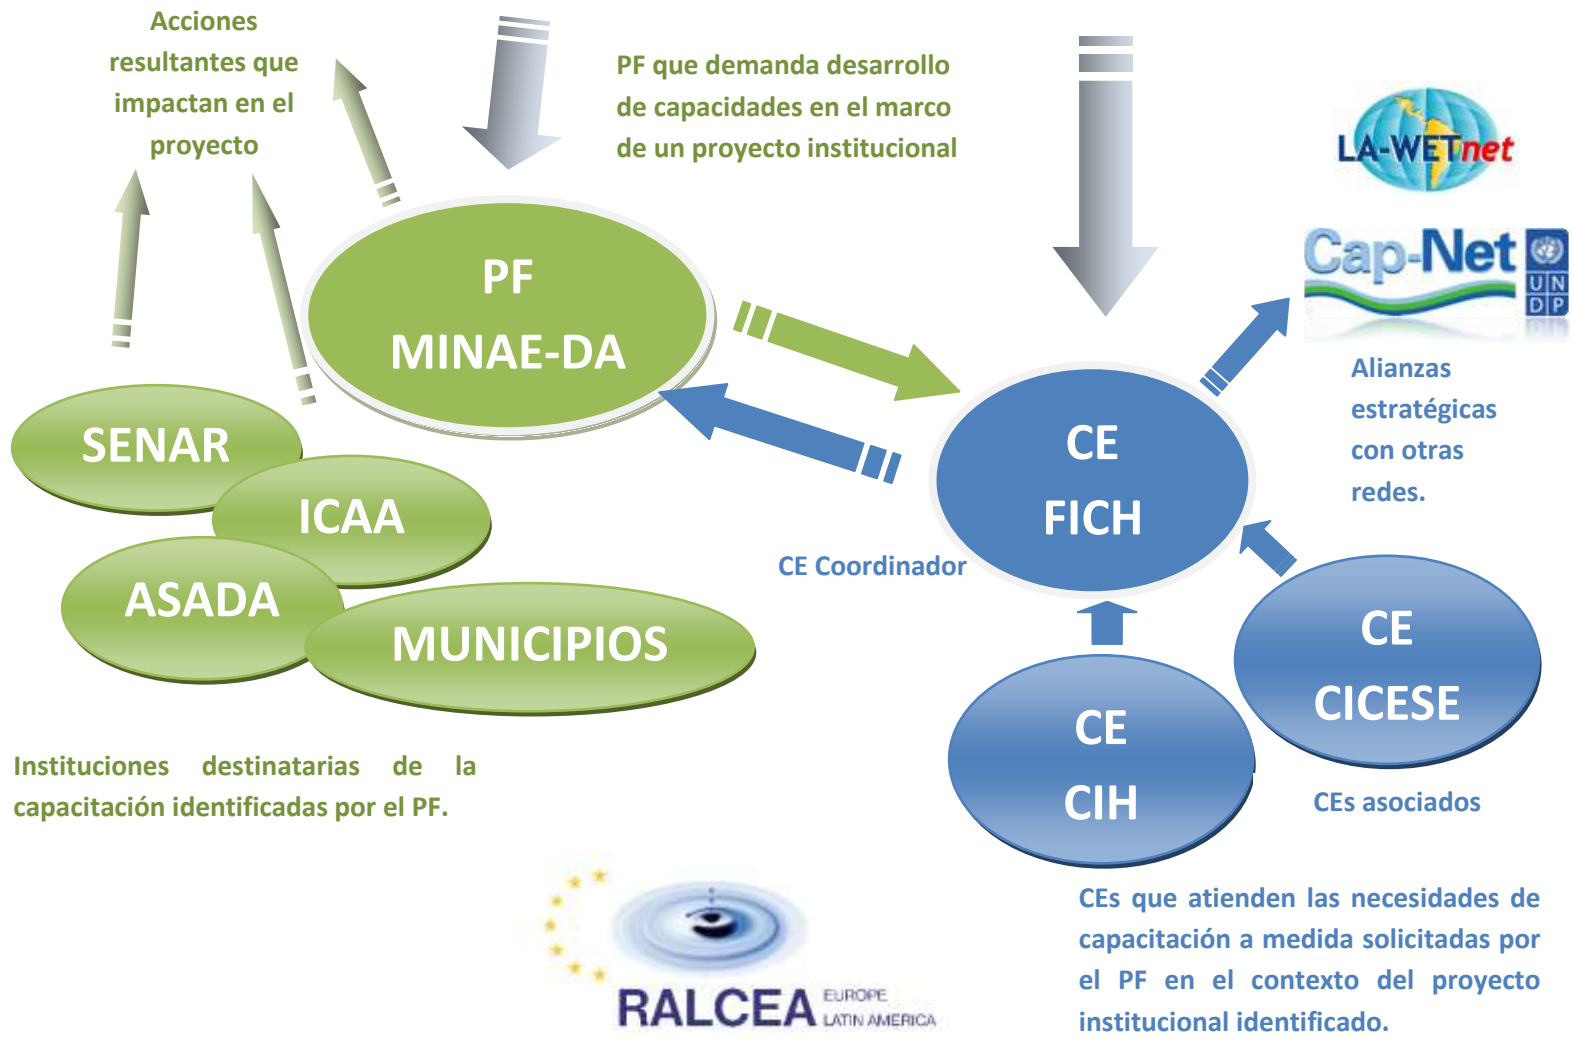 Acciones
resultantes que
impactan en el
proyecto
PF que demanda desarrollo
de capacidades en el marco
de un proyecto institucional
LA-WETnet
Cap-Net
UN
DP
PF
MINAE-DA
Alianzas
estratégicas
con otras
redes.
SENAR
ICAA
ASADA
MUNICIPIOS
CE
FICH
CE Coordinador
CE
CICESE
CE
CIH
CEs asociados
Instituciones destinatarias de la
capacitación identificadas por el PF.
CEs que atienden las necesidades de
capacitación a medida solicitadas por
el PF en el contexto del proyecto
institucional identificado.
RALCEA
EUROPE
LATIN AMERICA